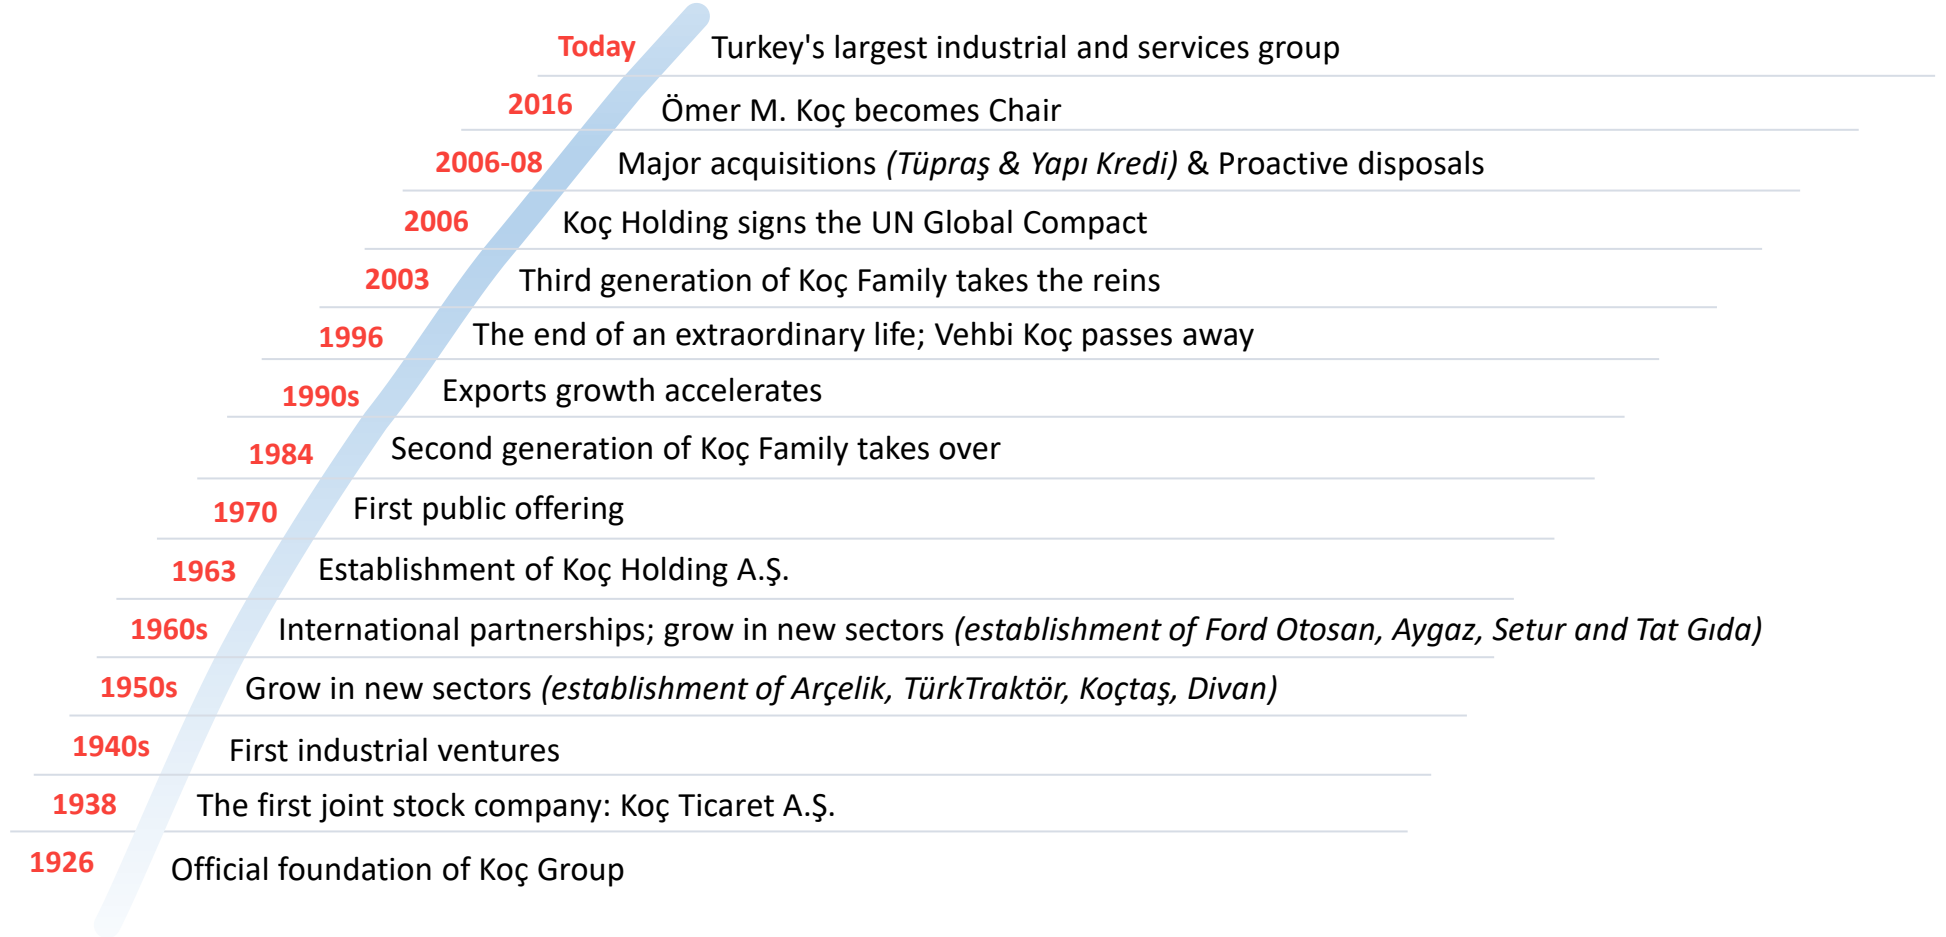 Today Turkey's largest industrial and services group
2016 Ömer M. Koç becomes Chair
2006-08 Major acquisitions (Tüpraş & Yapı Kredi) & Proactive disposals
2006 Koç Holding signs the UN Global Compact
2003 Third generation of Koç Family takes the reins
1996 The end of an extraordinary life; Vehbi Koç passes away
1990s Exports growth accelerates
1984 Second generation of Koç Family takes over
1970 First public offering
1963 Establishment of Koç Holding A.Ş.
1960s International partnerships; grow in new sectors (establishment of Ford Otosan, Aygaz, Setur and Tat Gıda)
1950s Grow in new sectors (establishment of Arçelik, TürkTraktör, Koçtaş, Divan)
1940s First industrial ventures
1938 The first joint stock company: Koç Ticaret A.Ş.
1926 Official foundation of Koç Group